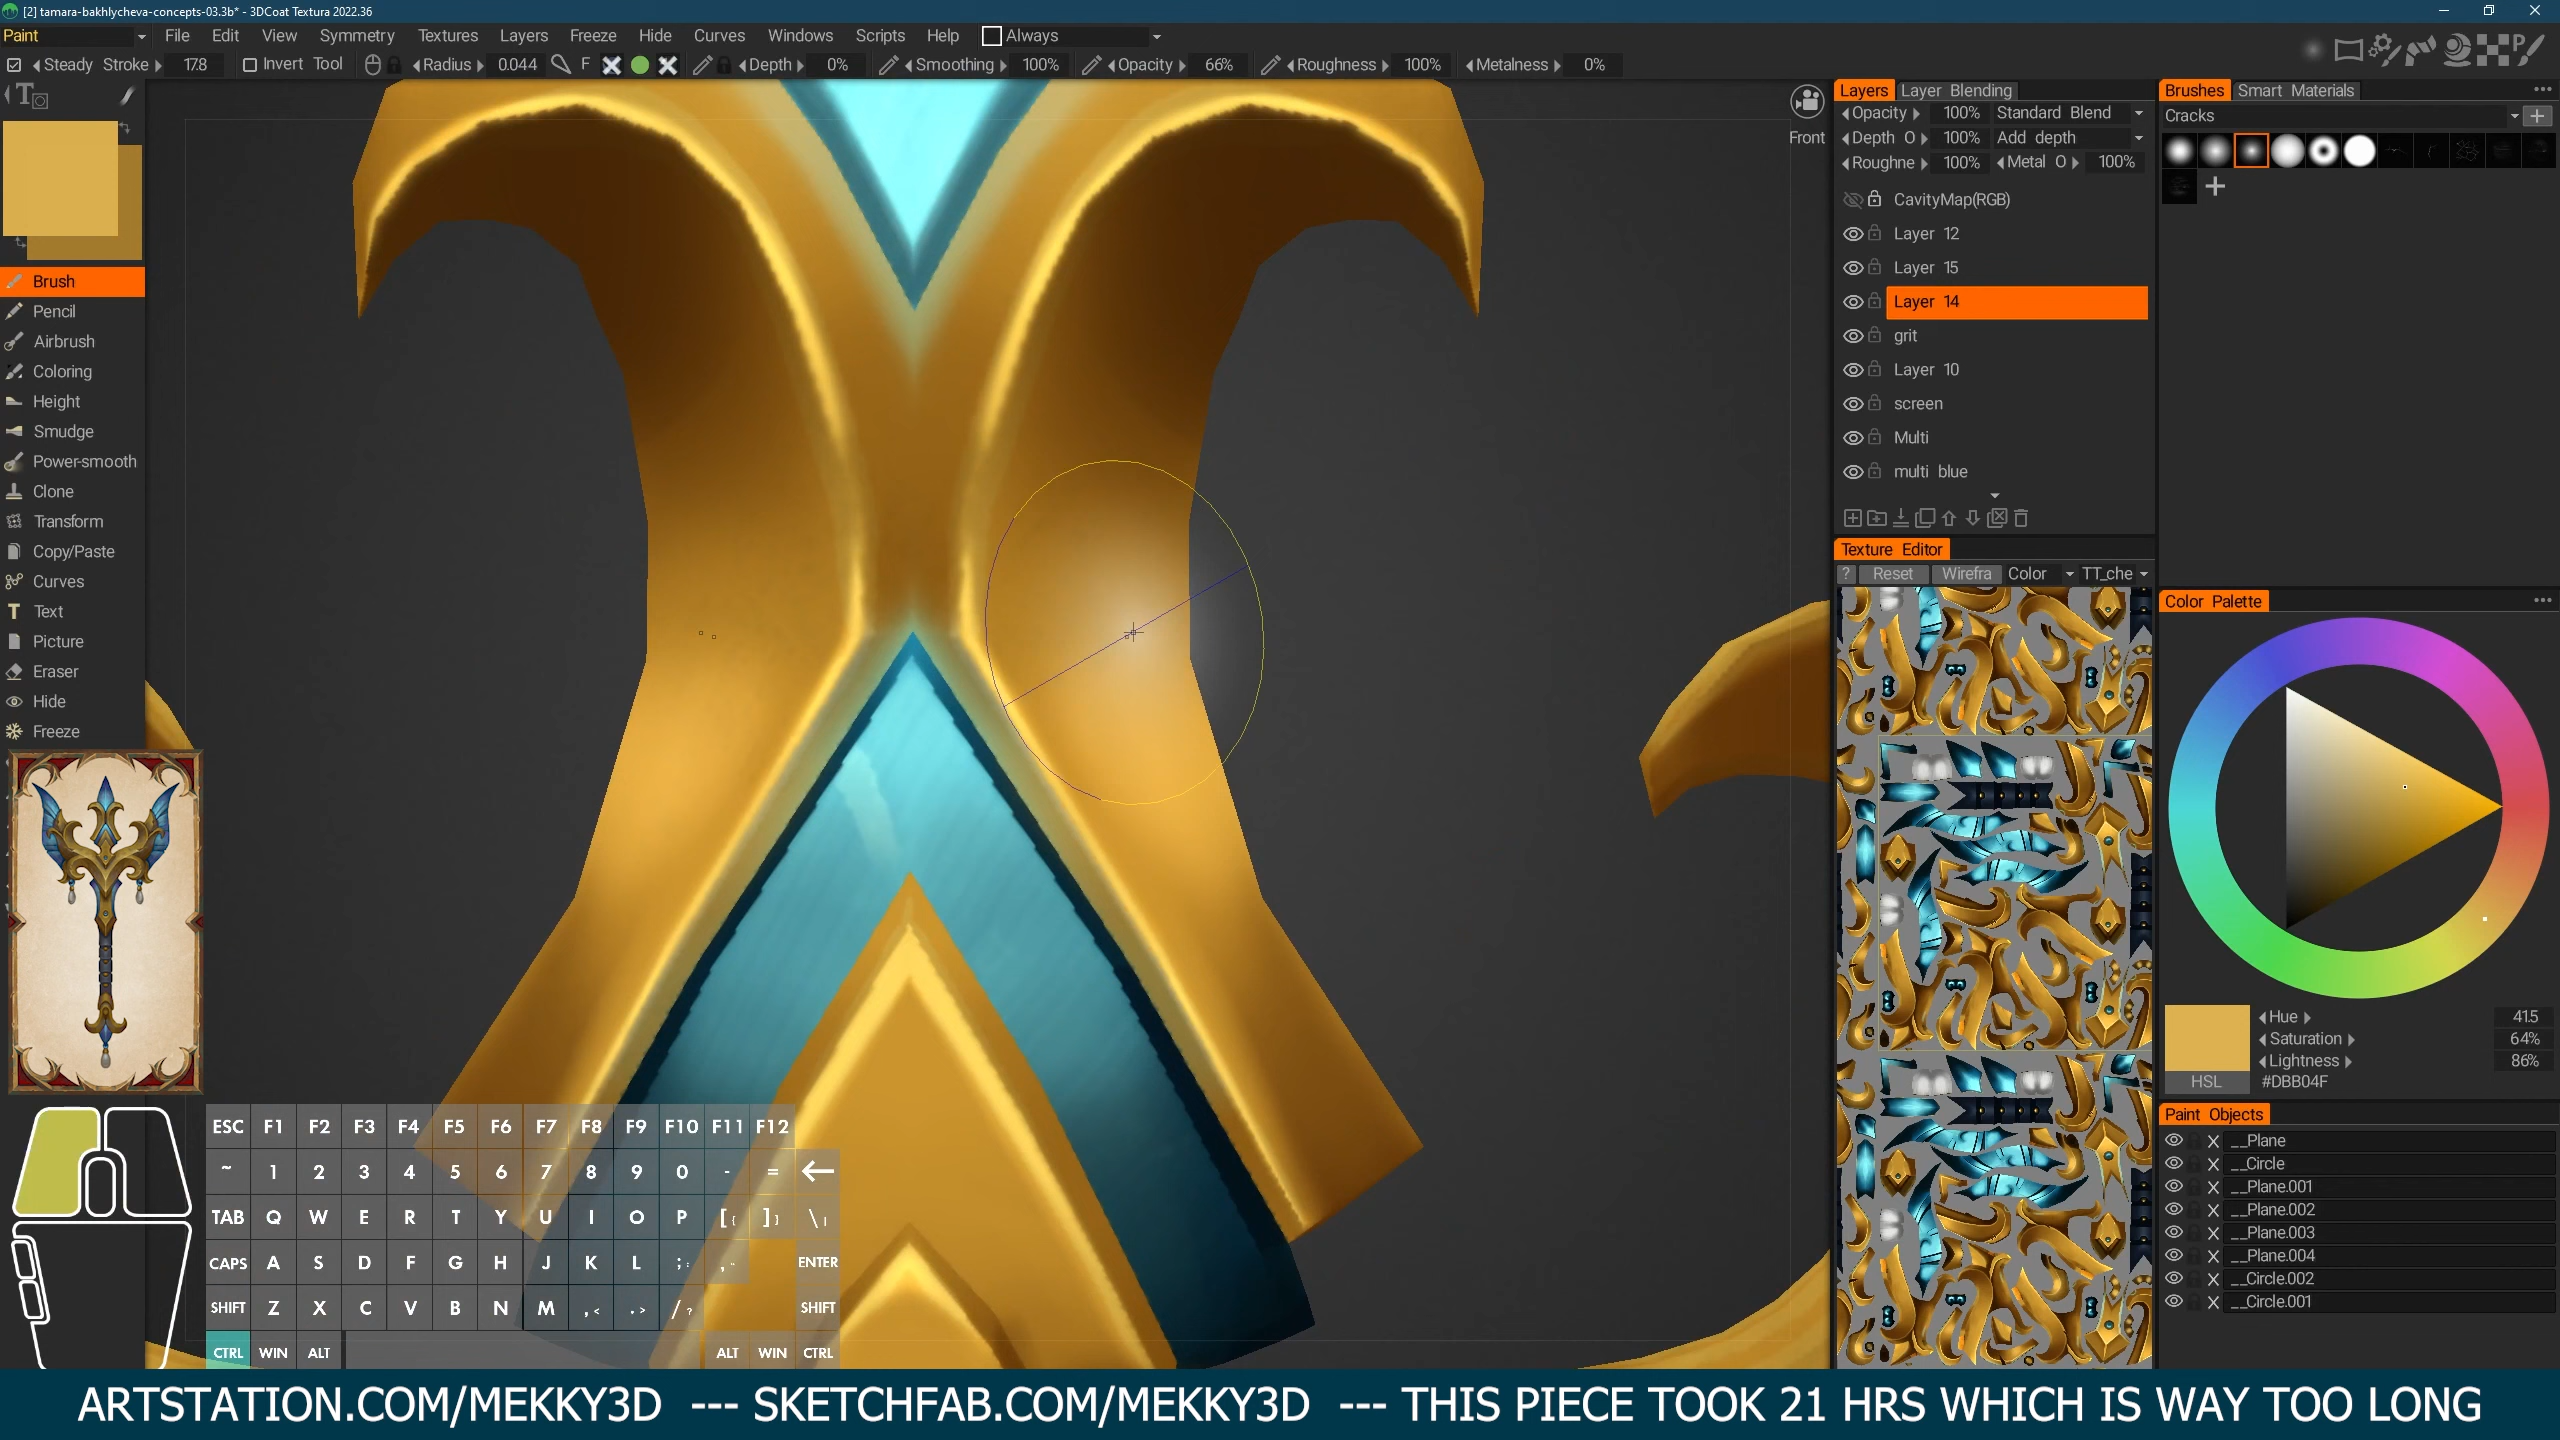 [2] tamara-bakhlycheva-concepts-03.3b* - 3DCoat Textura 2022.36
Paint File Edit View Symmetry Textures Layers Freeze Hide Curves Windows Scripts Help Always
Steady Stroke 17.8 Invert Tool Radius 0.044 F Depth 0% Smoothing 100% Opacity 66% Roughness 100% Metalness 0%
Brush
Pencil
Airbrush
Coloring
Height
Smudge
Power-smooth
Clone
Transform
Copy/Paste
Curves
Text
Picture
Eraser
Hide
Freeze
Front
Layers Layer Blending
Opacity 100% Standard Blend
Depth O 100% Add depth
Roughne 100% Metal O 100%
CavityMap(RGB)
Layer 12
Layer 15
Layer 14
grit
Layer 10
screen
Multi
multi blue
Texture Editor
? Reset Wirefra Color TT_che
Brushes Smart Materials
Cracks
Color Palette
Hue 41.5
Saturation 64%
Lightness 86%
HSL #DBB04F
Paint Objects
X __Plane
X __Circle
X __Plane.001
X __Plane.002
X __Plane.003
X __Plane.004
X __Circle.002
X __Circle.001
ESC F1 F2 F3 F4 F5 F6 F7 F8 F9 F10 F11 F12
~ 1 2 3 4 5 6 7 8 9 0 - =
TAB Q W E R T Y U I O P [{ ]} \|
CAPS A S D F G H J K L ;: ENTER
SHIFT Z X C V B N M ,< .> /? SHIFT
CTRL WIN ALT ALT WIN CTRL
ARTSTATION.COM/MEKKY3D --- SKETCHFAB.COM/MEKKY3D --- THIS PIECE TOOK 21 HRS WHICH IS WAY TOO LONG